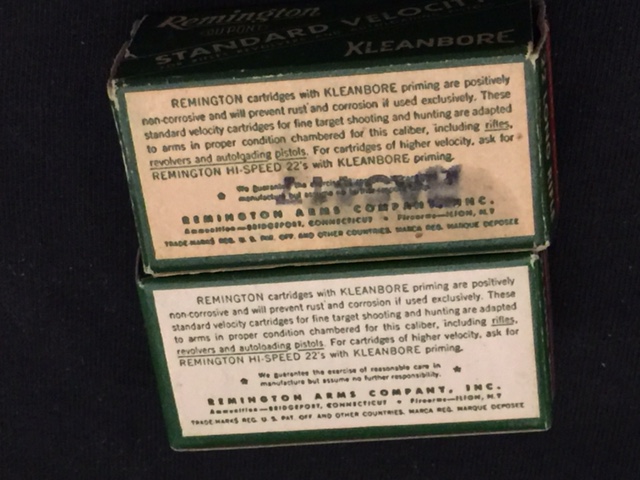 Remington
DUPONT
STANDARD VELOCITY
KLEANBORE
REMINGTON cartridges with KLEANBORE priming are positively
non-corrosive and will prevent rust and corrosion if used exclusively. These
standard velocity cartridges for fine target shooting and hunting are adapted
to arms in proper condition chambered for this caliber, including rifles,
revolvers and autoloading pistols. For cartridges of higher velocity, ask for
REMINGTON HI-SPEED 22's with KLEANBORE priming.
We guarantee the
manufacture but assume no
REMINGTON ARMS COMPANY, INC.
Ammunition—BRIDGEPORT, CONNECTICUT • Firearms—ILION, N.Y
TRADE-MARKS REG. U. S. PAT. OFF. AND OTHER COUNTRIES. MARCA REG. MARQUE DEPOSEE
REMINGTON cartridges with KLEANBORE priming are positively
non-corrosive and will prevent rust and corrosion if used exclusively. These
standard velocity cartridges for fine target shooting and hunting are adapted
to arms in proper condition chambered for this caliber, including rifles,
revolvers and autoloading pistols. For cartridges of higher velocity, ask for
REMINGTON HI-SPEED 22's with KLEANBORE priming.
We guarantee the exercise of reasonable care in
manufacture but assume no further responsibility.
REMINGTON ARMS COMPANY, INC.
Ammunition—BRIDGEPORT, CONNECTICUT • Firearms—ILION, N.Y
TRADE-MARKS REG. U. S. PAT. OFF AND OTHER COUNTRIES. MARCA REG. MARQUE DEPOSEE